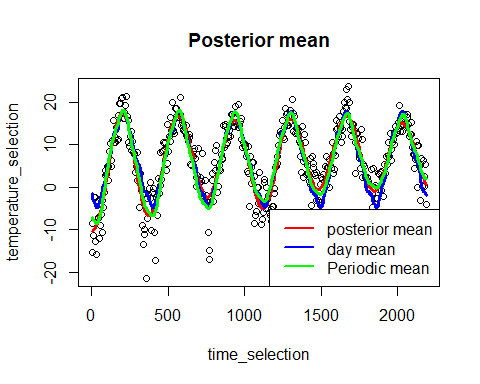 Posterior mean
temperature_selection
20
10
0
-10
-20
posterior mean
day mean
Periodic mean
0 500 1000 1500 2000
time_selection